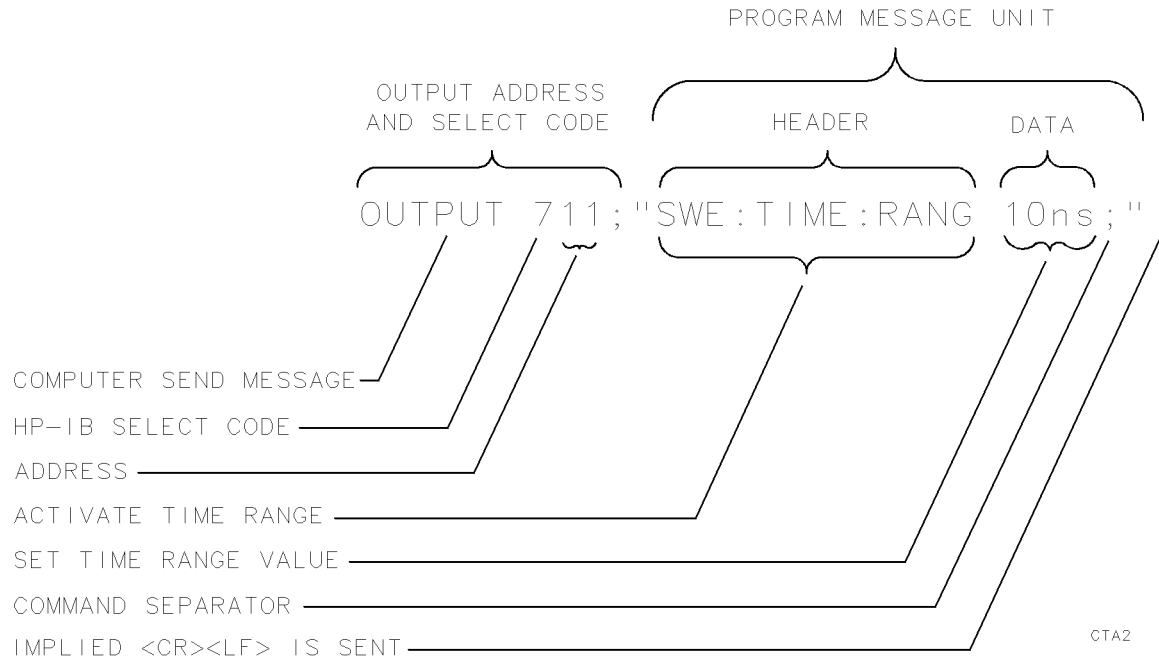 PROGRAM MESSAGE UNIT
OUTPUT ADDRESS
AND SELECT CODE
HEADER
DATA
OUTPUT 711;"SWE:TIME:RANG 10ns;"
COMPUTER SEND MESSAGE
HP-IB SELECT CODE
ADDRESS
ACTIVATE TIME RANGE
SET TIME RANGE VALUE
COMMAND SEPARATOR
IMPLIED <CR><LF> IS SENT
CTA2